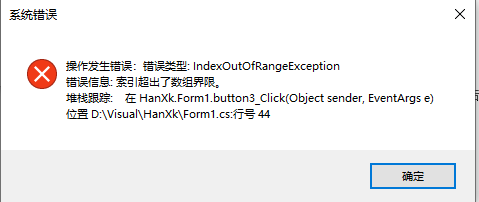 系统错误
操作发生错误: 错误类型: IndexOutOfRangeException
错误信息: 索引超出了数组界限。
堆栈跟踪:    在 HanXk.Form1.button3_Click(Object sender, EventArgs e)
位置 D:\Visual\HanXk\Form1.cs:行号 44
确定